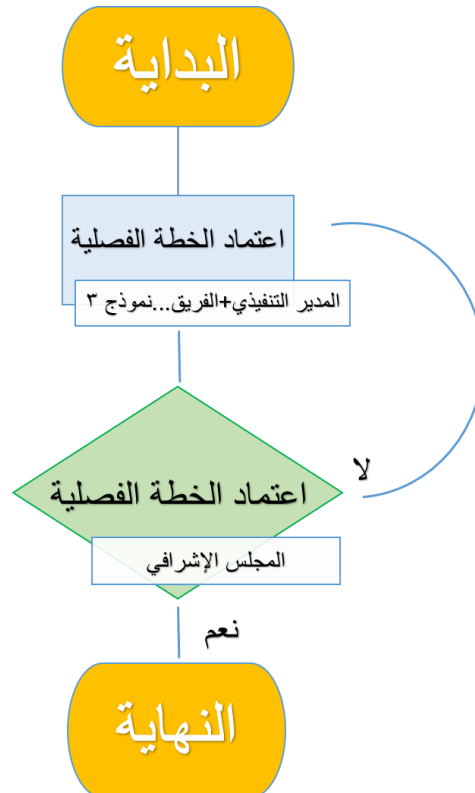 البداية
اعتماد الخطة الفصلية
المدير التنفيذي+الفريق...نموذج ٣
لا
اعتماد الخطة الفصلية
المجلس الإشرافي
نعم
النهاية